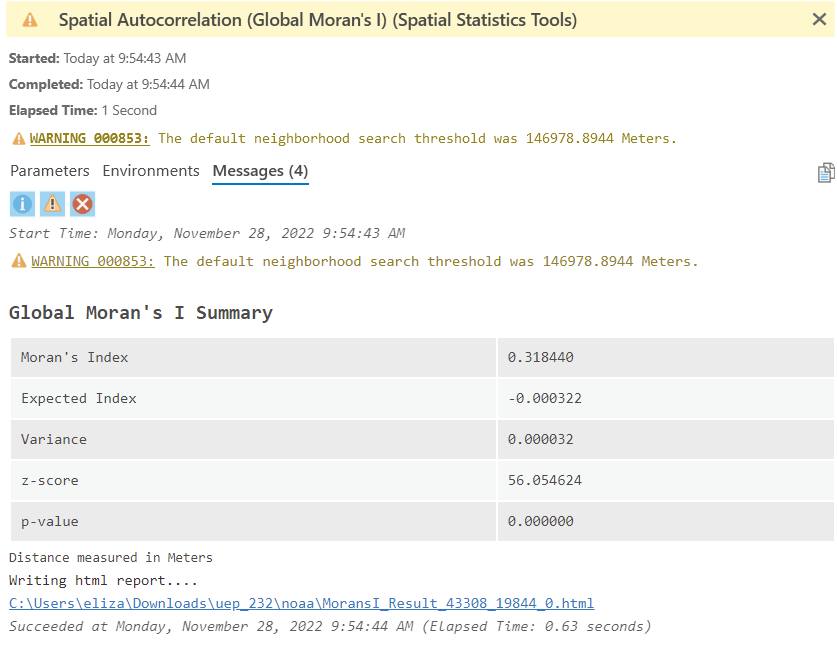 Spatial Autocorrelation (Global Moran's I) (Spatial Statistics Tools)
Started: Today at 9:54:43 AM
Completed: Today at 9:54:44 AM
Elapsed Time: 1 Second
WARNING 000853: The default neighborhood search threshold was 146978.8944 Meters.
Parameters Environments Messages (4)
Start Time: Monday, November 28, 2022 9:54:43 AM
WARNING 000853: The default neighborhood search threshold was 146978.8944 Meters.
Global Moran's I Summary
Moran's Index 0.318440
Expected Index -0.000322
Variance 0.000032
z-score 56.054624
p-value 0.000000
Distance measured in Meters
Writing html report....
C:\Users\eliza\Downloads\uep_232\noaa\MoransI_Result_43308_19844_0.html
Succeeded at Monday, November 28, 2022 9:54:44 AM (Elapsed Time: 0.63 seconds)